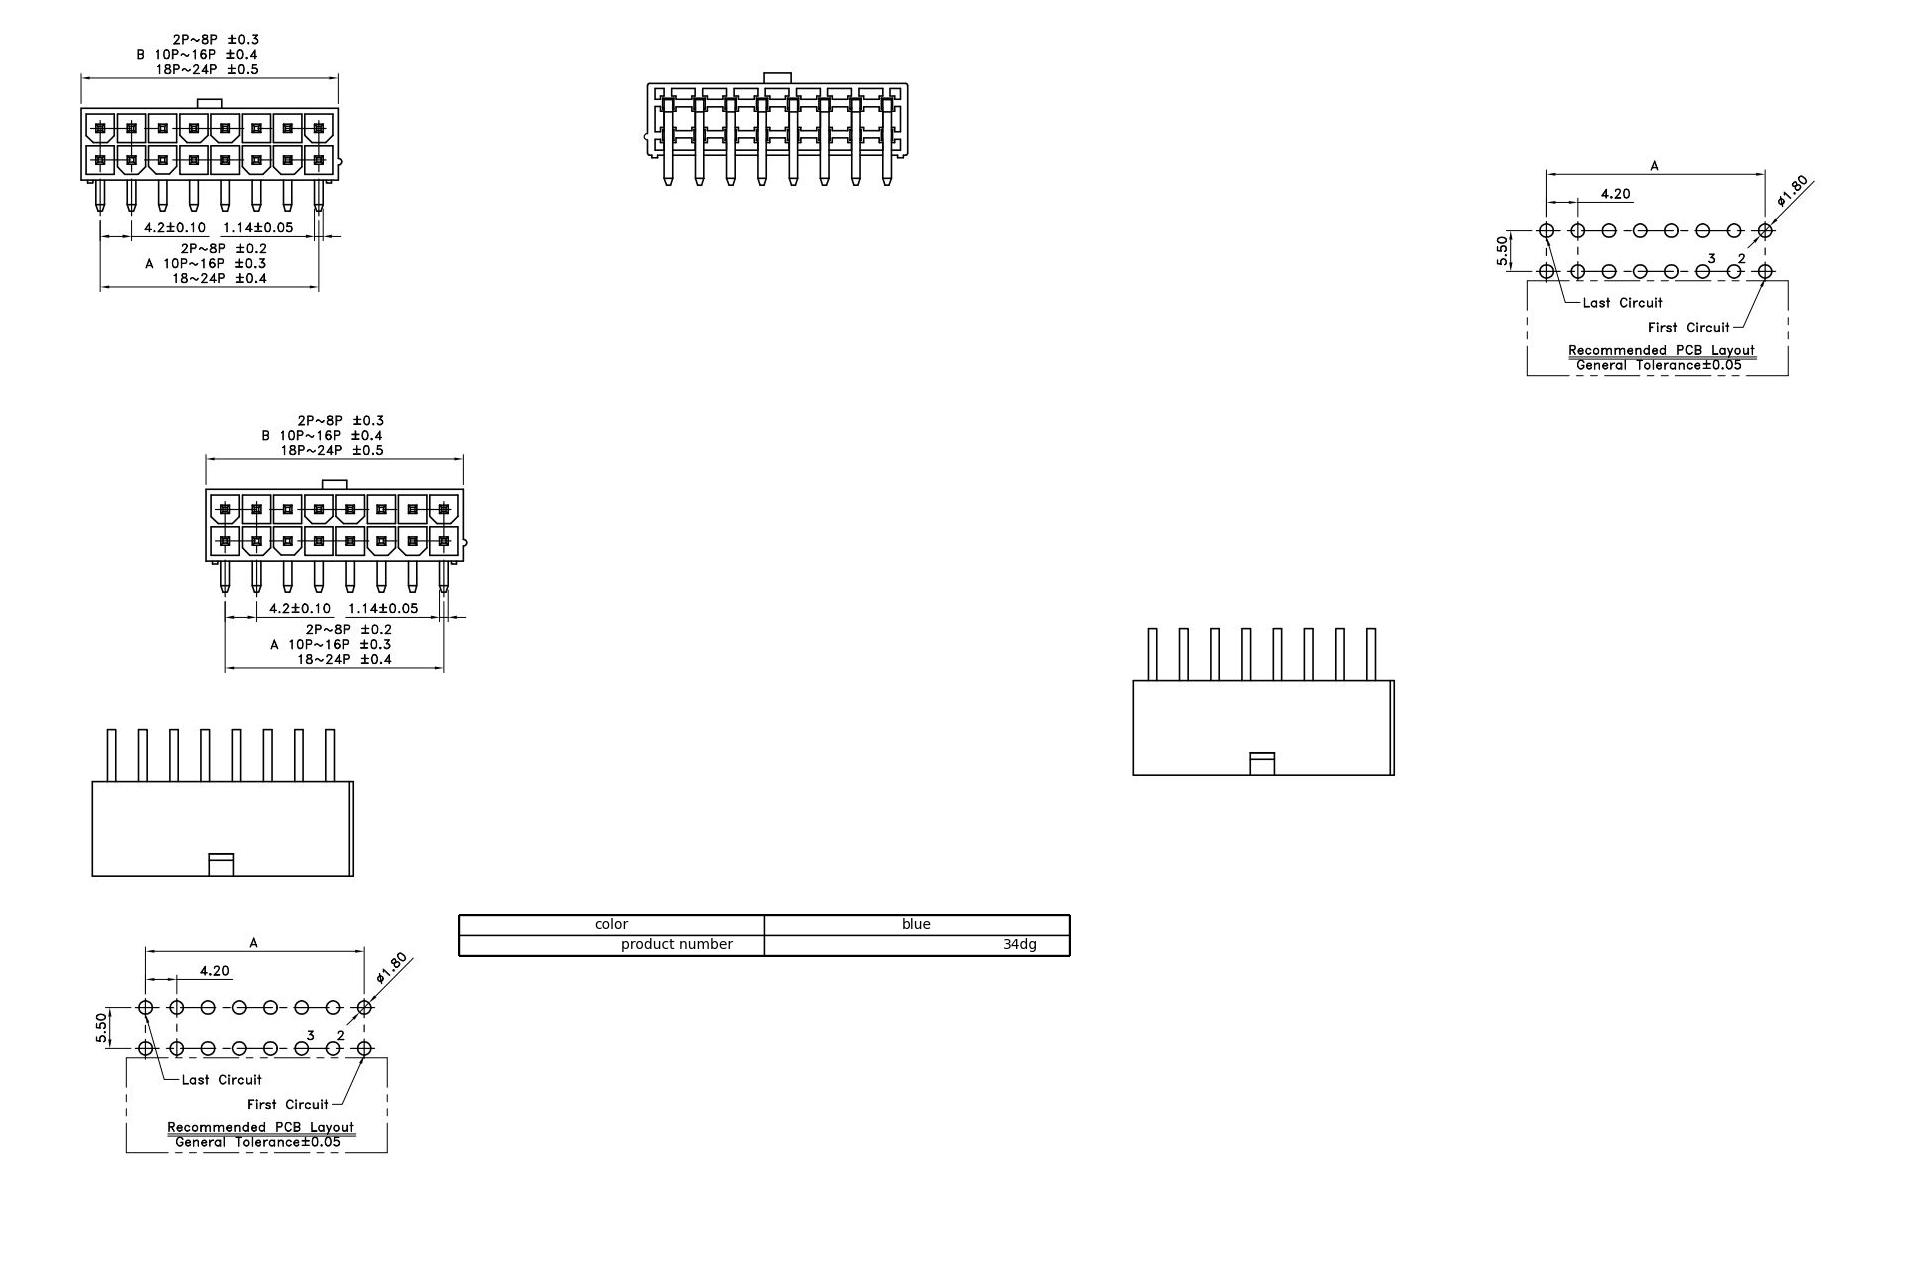 2P~8P ±0.3
B 10P~16P ±0.4
18P~24P ±0.5
4.2±0.10 1.14±0.05
2P~8P ±0.2
A 10P~16P ±0.3
18~24P ±0.4
A
4.20
ø1.80
5.50
3 2
Last Circuit
First Circuit
Recommended PCB Layout
General Tolerance±0.05
2P~8P ±0.3
B 10P~16P ±0.4
18P~24P ±0.5
4.2±0.10 1.14±0.05
2P~8P ±0.2
A 10P~16P ±0.3
18~24P ±0.4
color blue
product number 34dg
A
4.20
ø1.80
5.50
3 2
Last Circuit
First Circuit
Recommended PCB Layout
General Tolerance±0.05